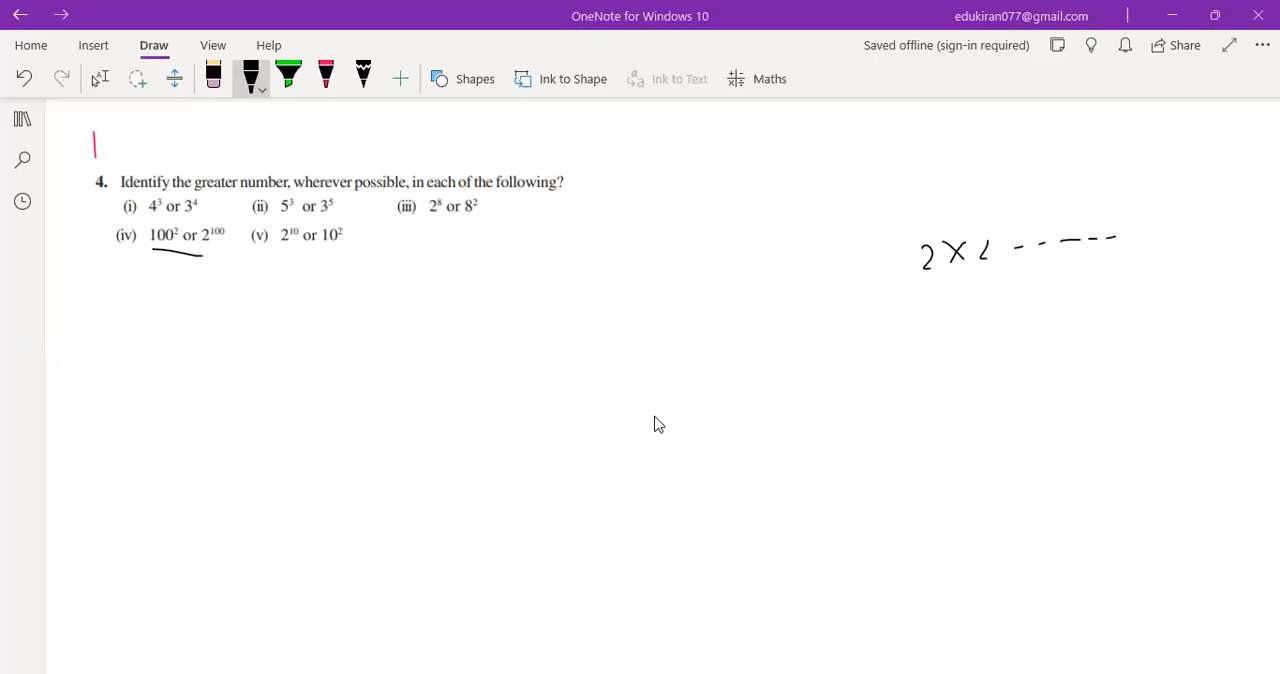 OneNote for Windows 10
edukiran077@gmail.com
Home Insert Draw View Help
Saved offline (sign-in required)
Share
Shapes
Ink to Shape
Ink to Text
Maths
4. Identify the greater number, wherever possible, in each of the following?
(i) 4³ or 3⁴ (ii) 5³ or 3⁵ (iii) 2⁸ or 8²
(iv) 100² or 2¹⁰⁰ (v) 2¹⁰ or 10²
2 × 2 - - - - -